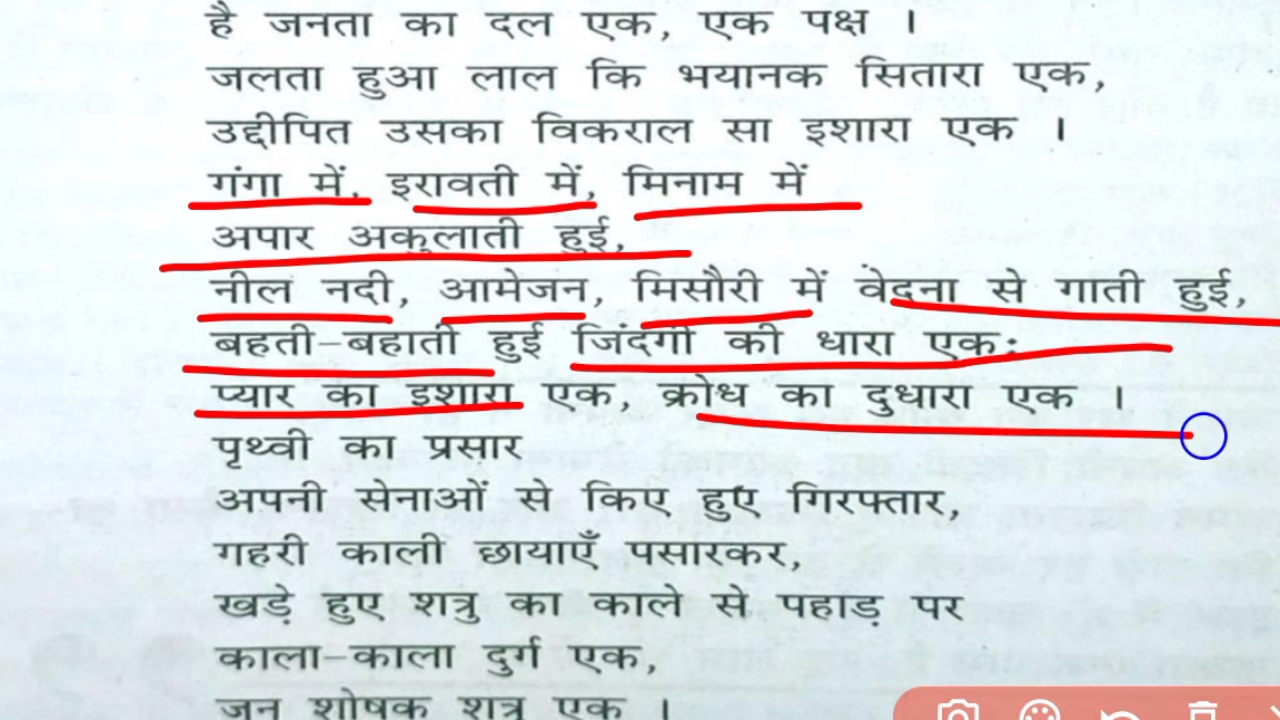 है जनता का दल एक, एक पक्ष ।
जलता हुआ लाल कि भयानक सितारा एक,
उद्दीपित उसका विकराल सा इशारा एक ।
गंगा में, इरावती में, मिनाम में
अपार अकुलाती हुई,
नील नदी, आमेजन, मिसौरी में वेदना से गाती हुई,
बहती–बहाती हुई जिंदगी की धारा एक;
प्यार का इशारा एक, क्रोध का दुधारा एक ।
पृथ्वी का प्रसार
अपनी सेनाओं से किए हुए गिरफ्तार,
गहरी काली छायाएँ पसारकर,
खड़े हुए शत्रु का काले से पहाड़ पर
काला–काला दुर्ग एक,
जन शोषक शत्रु एक ।